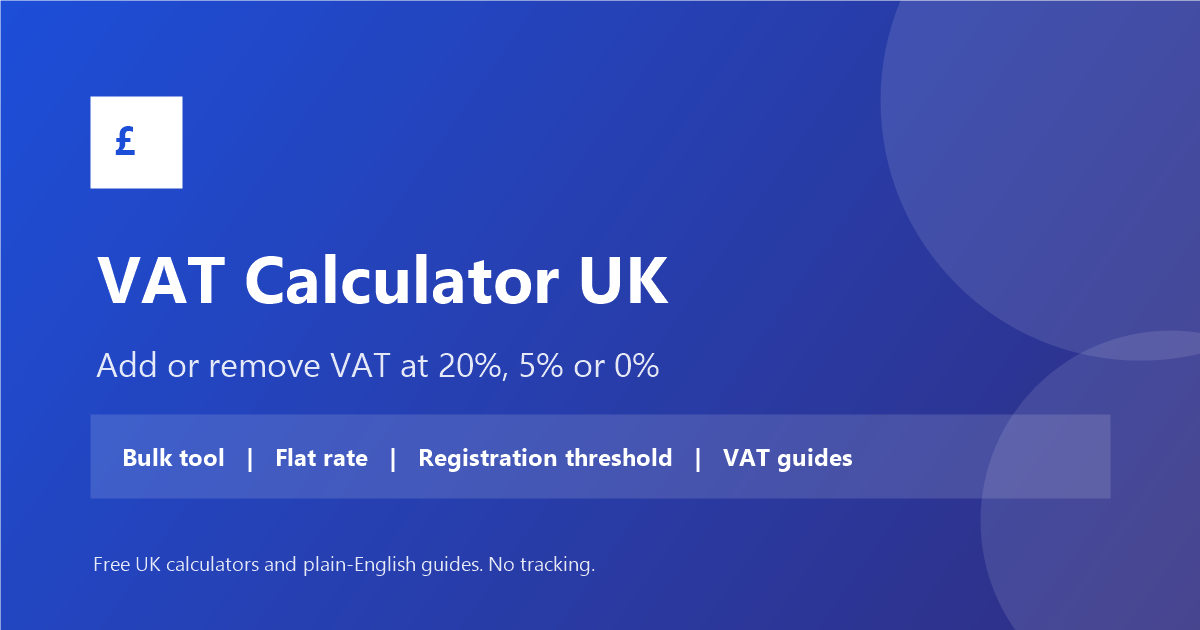 £
VAT Calculator UK
Add or remove VAT at 20%, 5% or 0%
Bulk tool | Flat rate | Registration threshold | VAT guides
Free UK calculators and plain-English guides. No tracking.